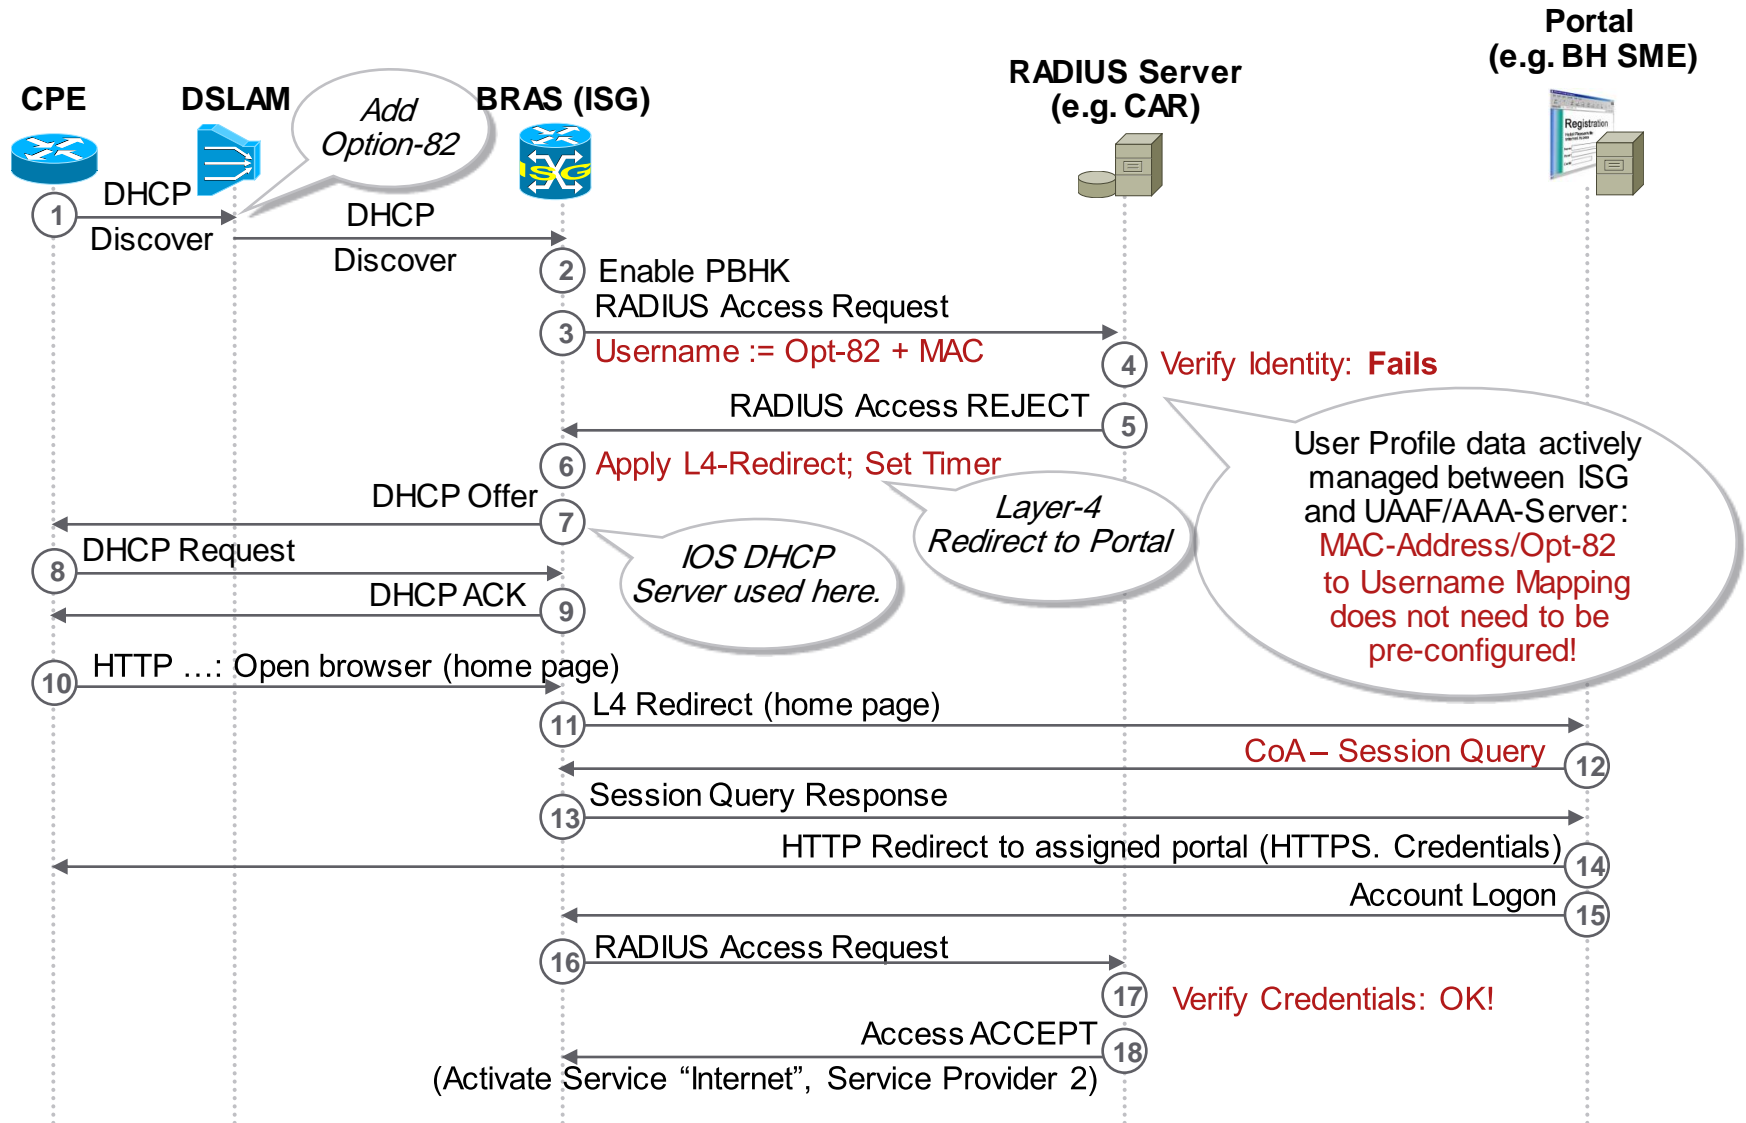 Portal
(e.g. BH SME)
RADIUS Server
(e.g. CAR)
CPE
DSLAM
BRAS (ISG)
Add
Option-82
ISG
Registration
1
DHCP
Discover
DHCP
Discover
2
Enable PBHK
RADIUS Access Request
3
Username := Opt-82 + MAC
4
Verify Identity: Fails
RADIUS Access REJECT
5
User Profile data actively
managed between ISG
and UAAF/AAA-Server:
MAC-Address/Opt-82
to Username Mapping
does not need to be
pre-configured!
6
Apply L4-Redirect; Set Timer
Layer-4
Redirect to Portal
DHCP Offer
7
IOS DHCP
Server used here.
8
DHCP Request
DHCP ACK
9
10
HTTP ...: Open browser (home page)
11
L4 Redirect (home page)
CoA – Session Query
12
13
Session Query Response
HTTP Redirect to assigned portal (HTTPS. Credentials)
14
Account Logon
15
16
RADIUS Access Request
17
Verify Credentials: OK!
Access ACCEPT
18
(Activate Service “Internet”, Service Provider 2)